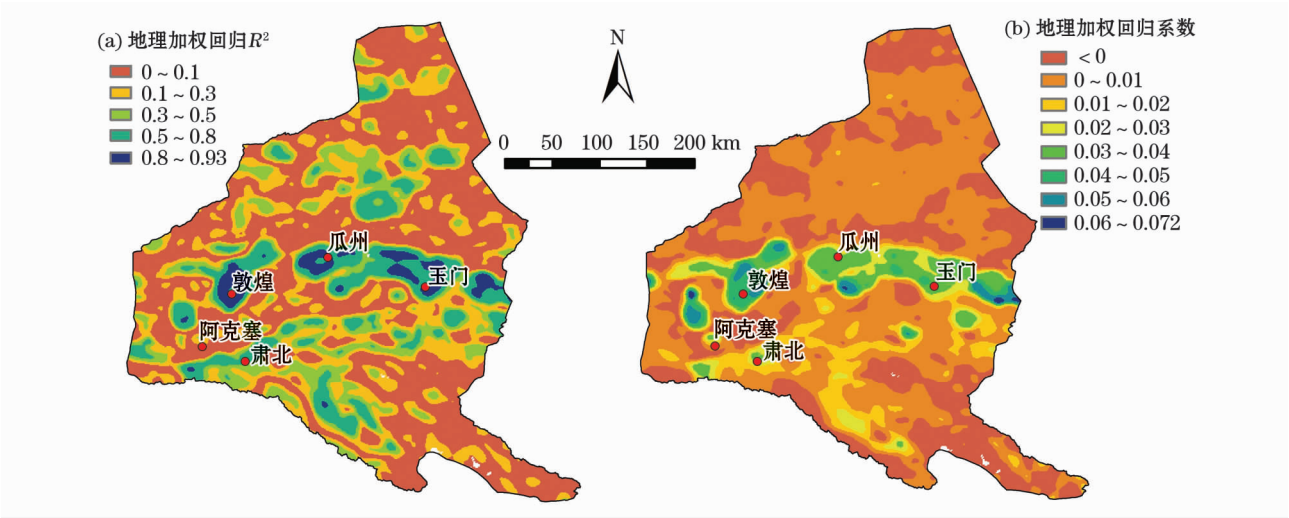 (a) 地理加权回归R²
0～0.1
0.1～0.3
0.3～0.5
0.5～0.8
0.8～0.93
N
0 50 100 150 200 km
瓜州
敦煌
玉门
阿克塞
肃北
(b) 地理加权回归系数
＜0
0～0.01
0.01～0.02
0.02～0.03
0.03～0.04
0.04～0.05
0.05～0.06
0.06～0.072
瓜州
敦煌
玉门
阿克塞
肃北